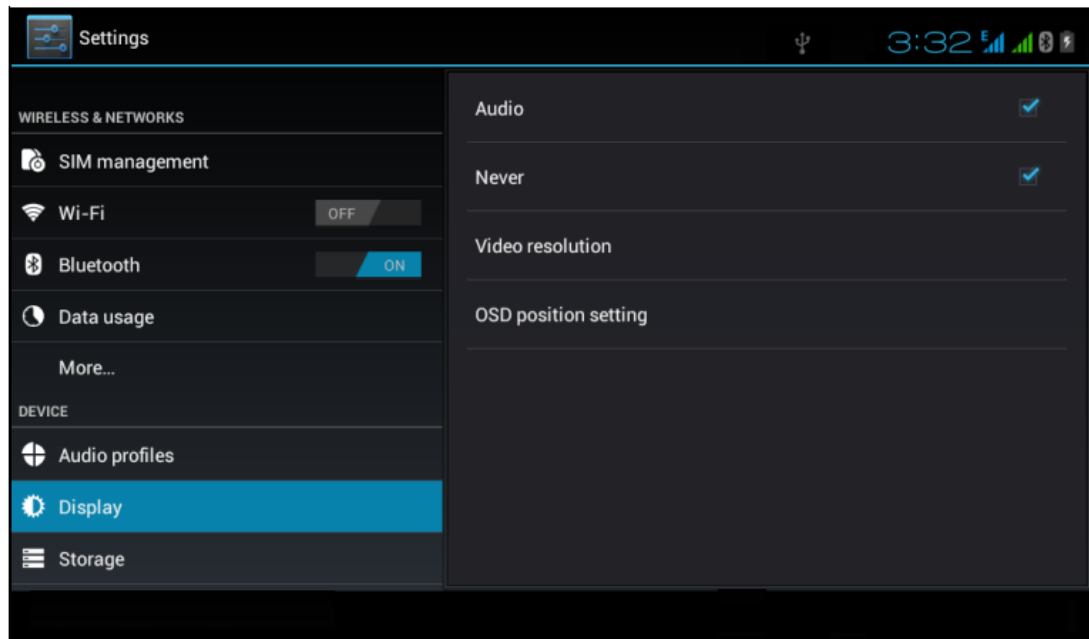 Settings
3:32 E
WIRELESS & NETWORKS
SIM management
Wi-Fi OFF
Bluetooth ON
Data usage
More...
DEVICE
Audio profiles
Display
Storage
Audio
Never
Video resolution
OSD position setting